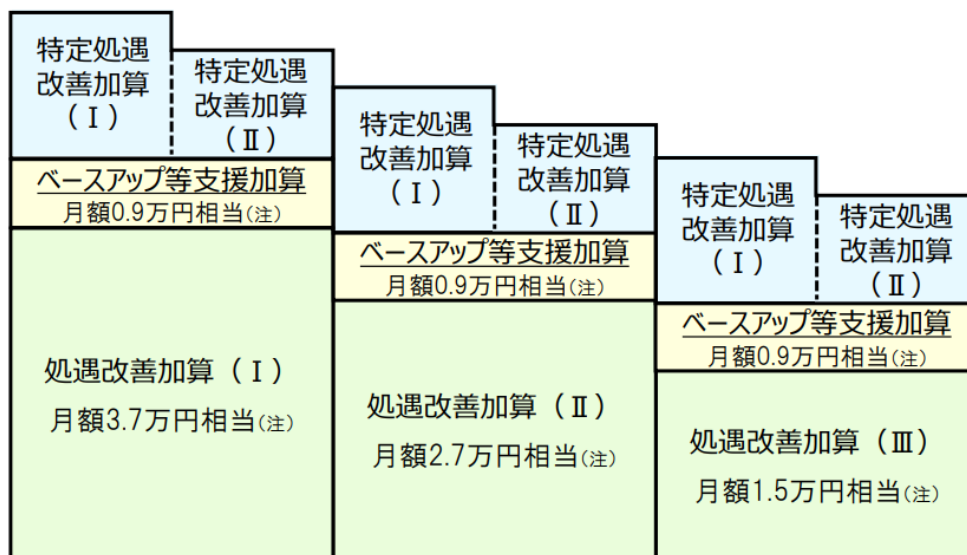 特定処遇
改善加算
（Ⅰ）
特定処遇
改善加算
（Ⅱ）
ベースアップ等支援加算
月額0.9万円相当(注)
処遇改善加算（Ⅰ）
月額3.7万円相当(注)
特定処遇
改善加算
（Ⅰ）
特定処遇
改善加算
（Ⅱ）
ベースアップ等支援加算
月額0.9万円相当(注)
処遇改善加算（Ⅱ）
月額2.7万円相当(注)
特定処遇
改善加算
（Ⅰ）
特定処遇
改善加算
（Ⅱ）
ベースアップ等支援加算
月額0.9万円相当(注)
処遇改善加算（Ⅲ）
月額1.5万円相当(注)